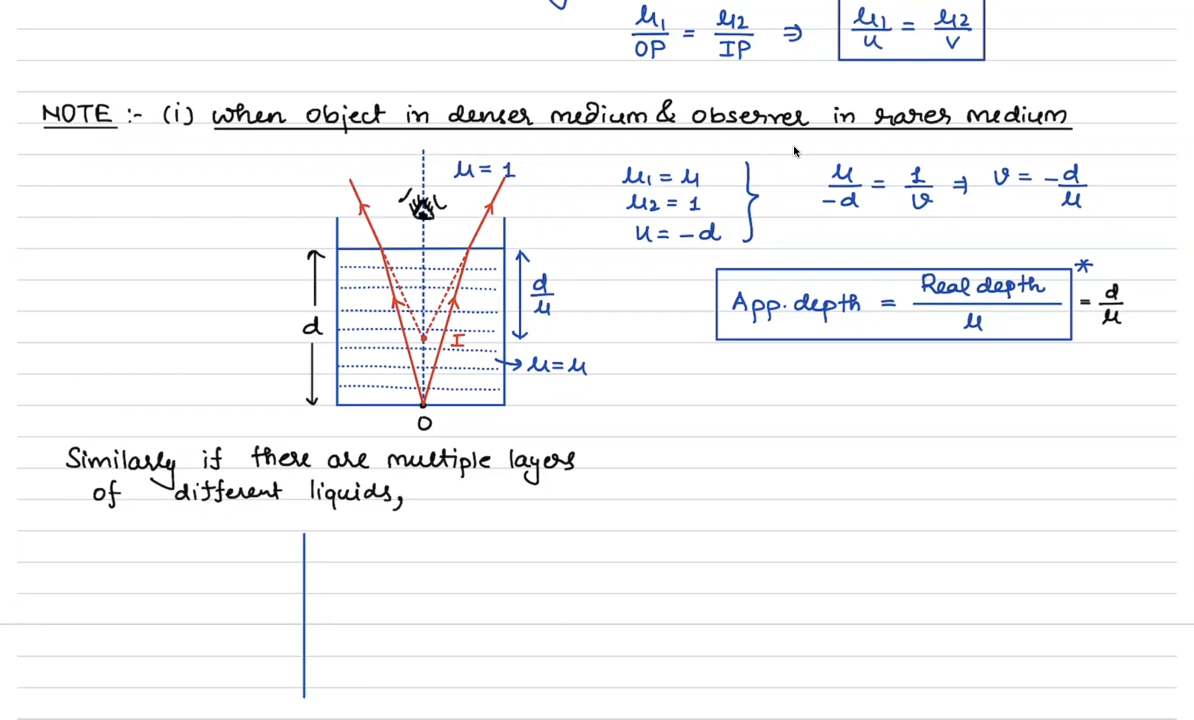 μ₁/OP = μ₂/IP ⇒ μ₁/u = μ₂/v
NOTE :- (i) when object in denser medium & observer in rarer medium
μ = 1
μ₁ = μ
μ₂ = 1
u = -d
μ/-d = 1/v ⇒ v = -d/μ
d
d/μ
I
→ μ = μ
O
App. depth = Real depth/μ * = d/μ
Similarly if there are multiple layers
of different liquids,